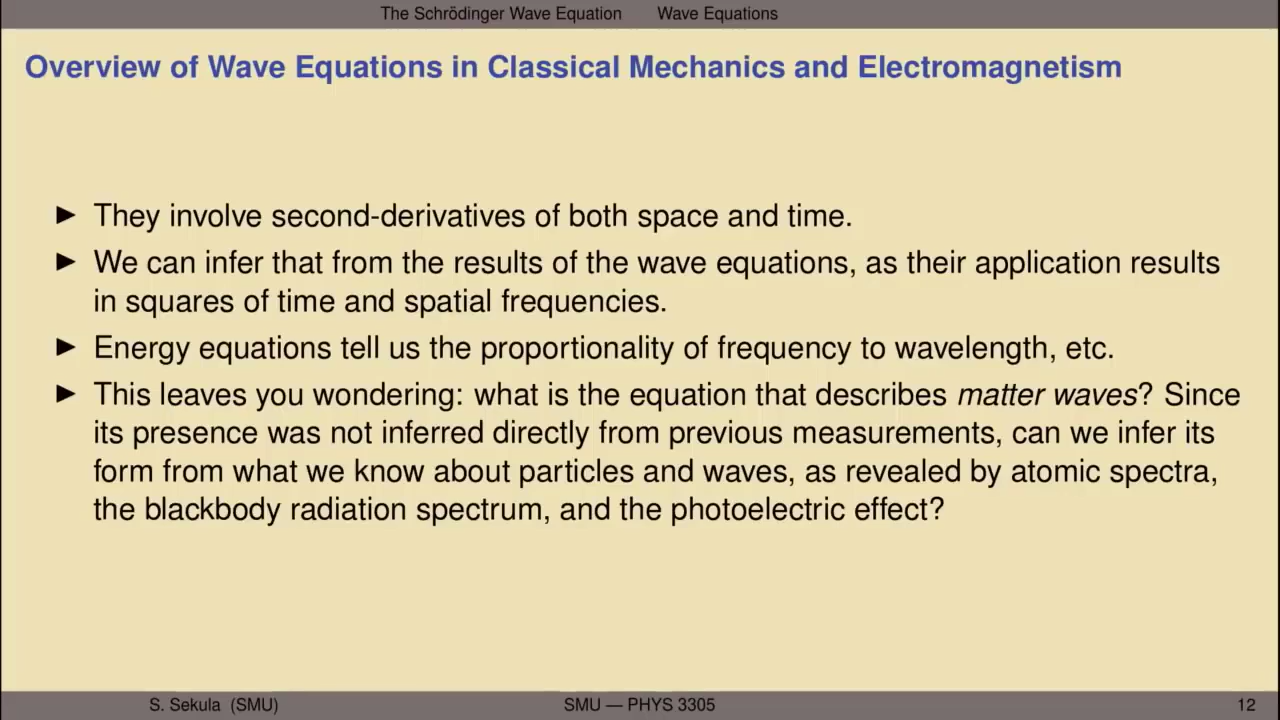 The Schrödinger Wave Equation Wave Equations
Overview of Wave Equations in Classical Mechanics and Electromagnetism
▶ They involve second-derivatives of both space and time.
▶ We can infer that from the results of the wave equations, as their application results
in squares of time and spatial frequencies.
▶ Energy equations tell us the proportionality of frequency to wavelength, etc.
▶ This leaves you wondering: what is the equation that describes matter waves? Since
its presence was not inferred directly from previous measurements, can we infer its
form from what we know about particles and waves, as revealed by atomic spectra,
the blackbody radiation spectrum, and the photoelectric effect?
S. Sekula (SMU) SMU — PHYS 3305 12